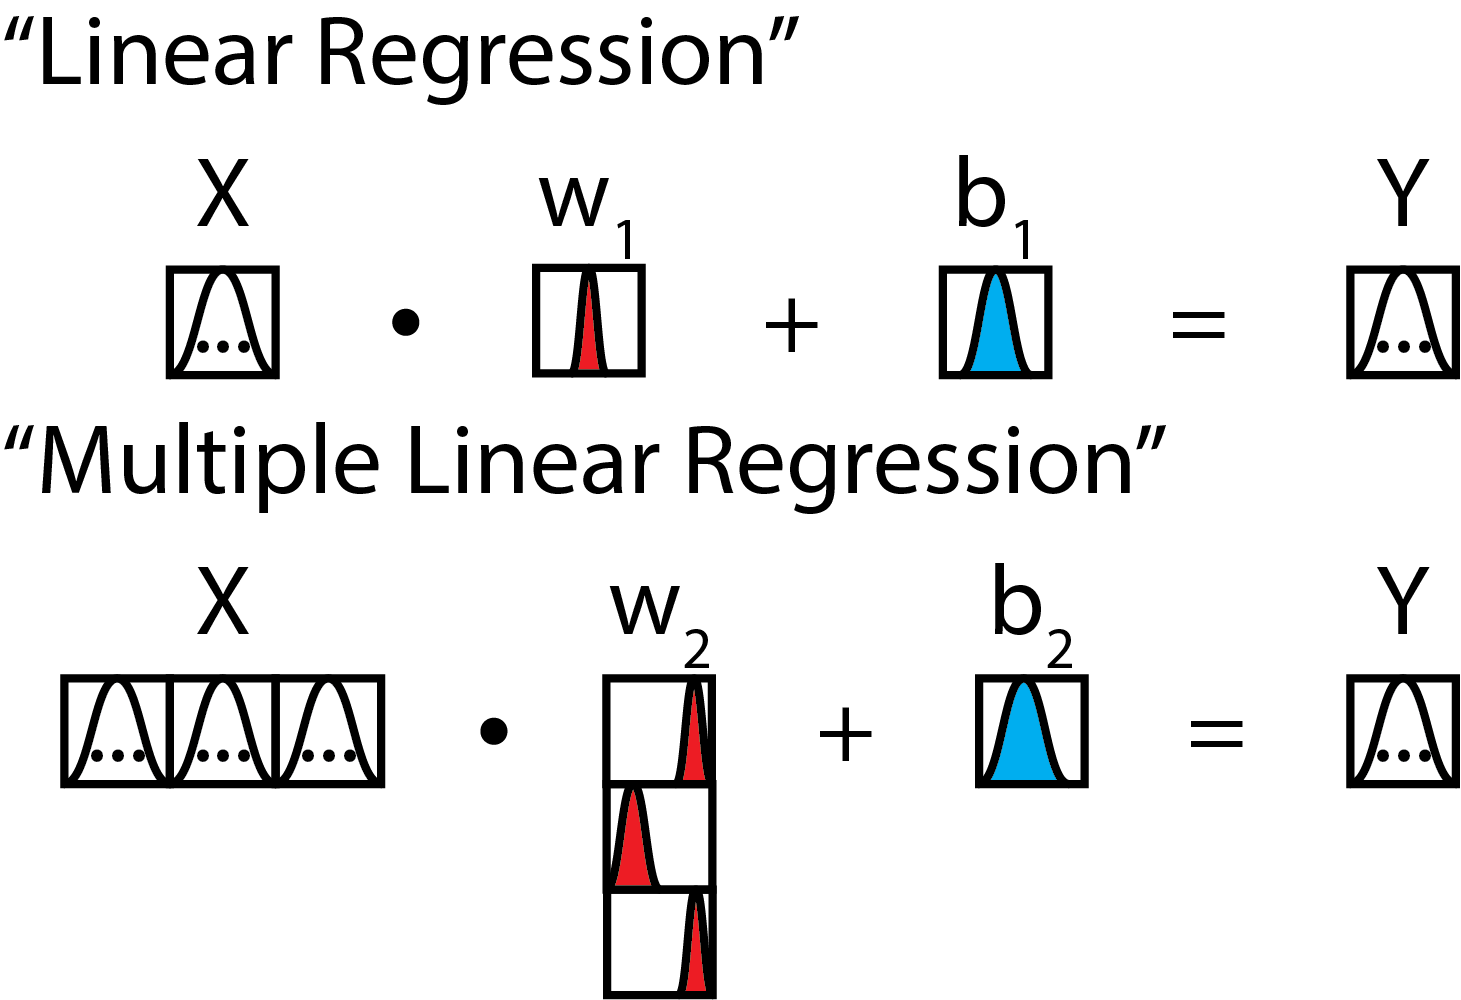 “Linear Regression”
X w1 b1 Y
• + =
“Multiple Linear Regression”
X w2 b2 Y
• + =